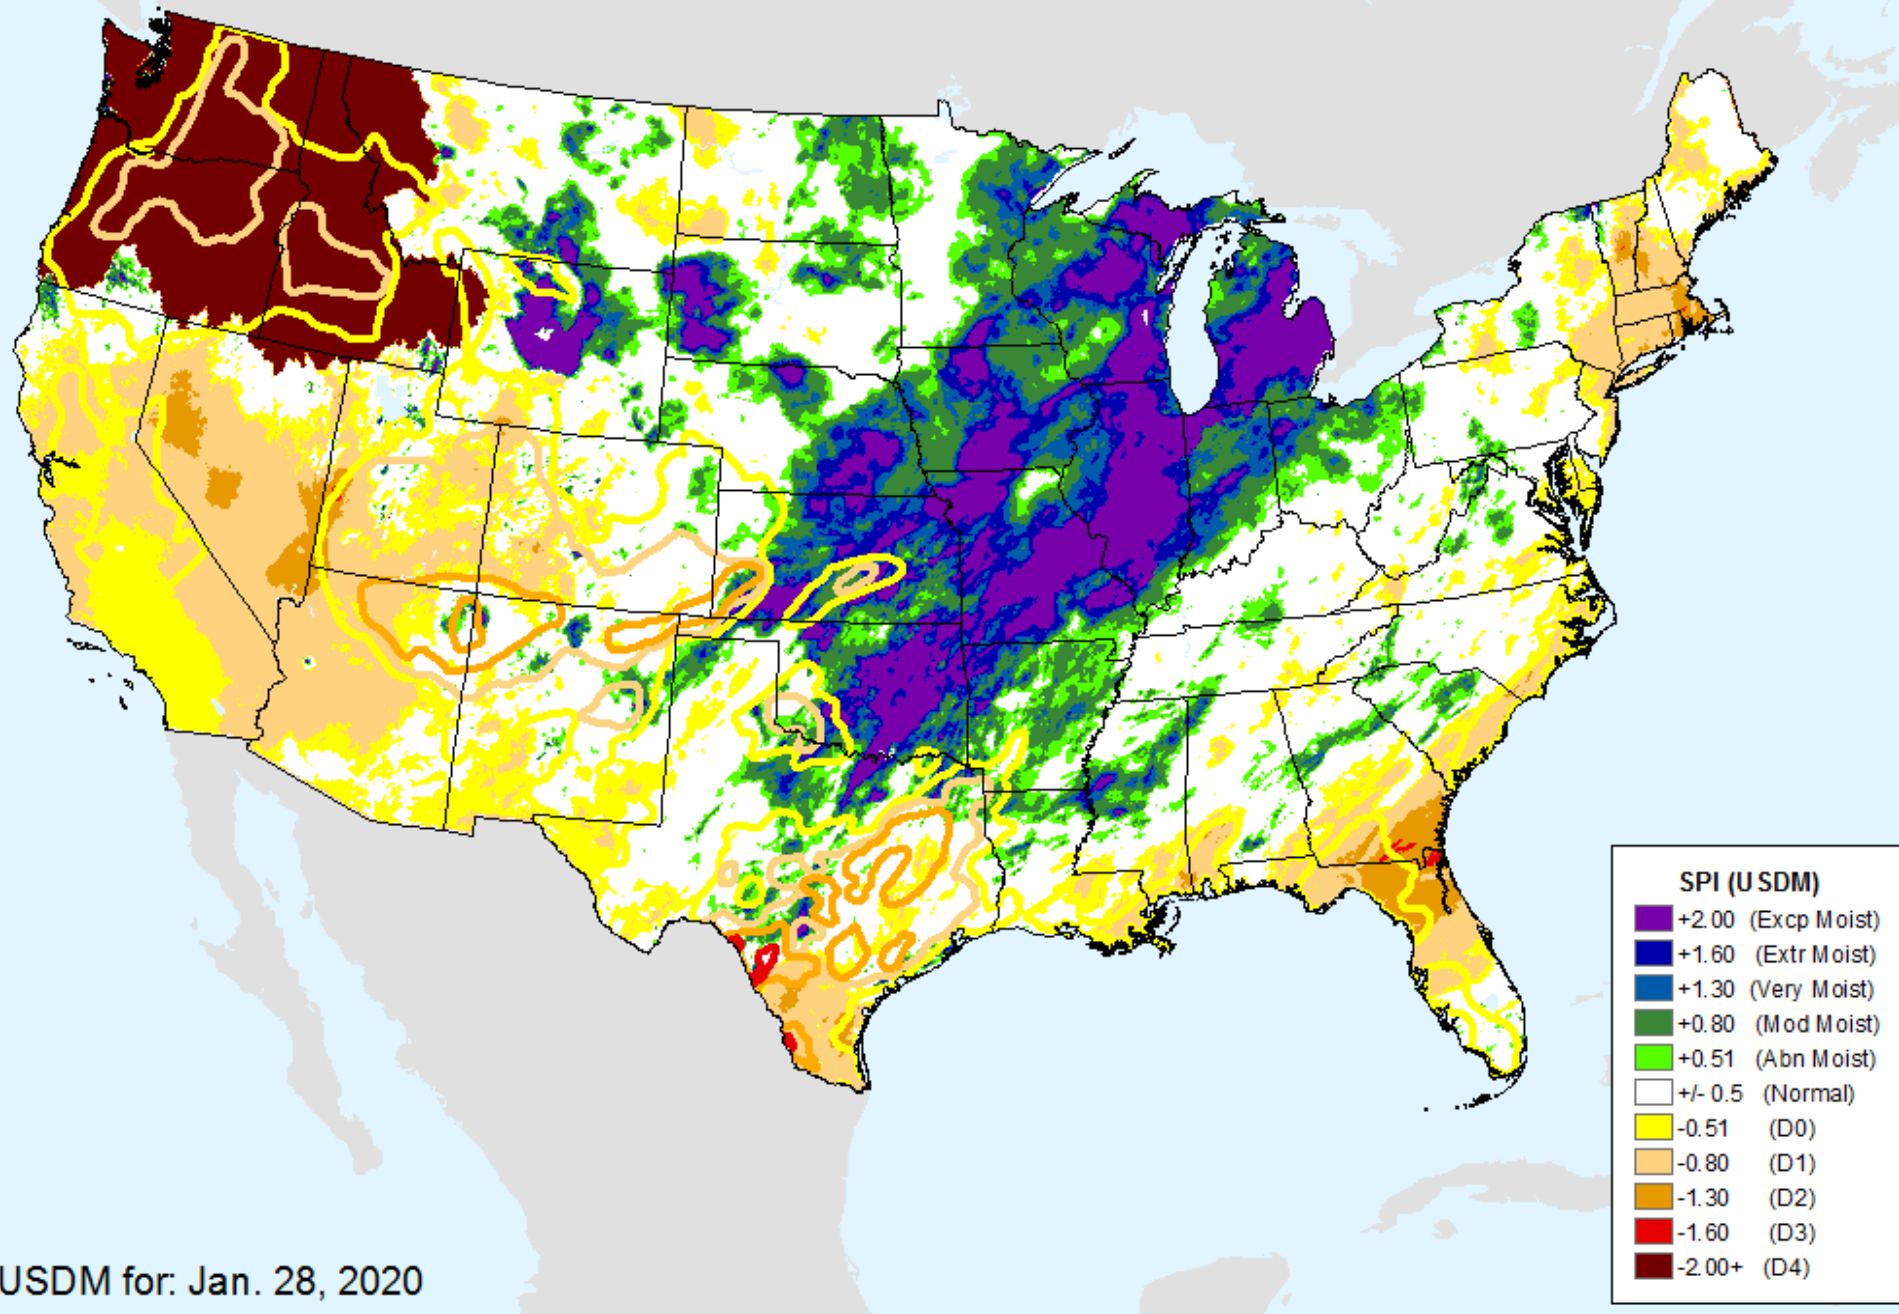 SPI (USDM)
+2.00 (Excp Moist)
+1.60 (Extr Moist)
+1.30 (Very Moist)
+0.80 (Mod Moist)
+0.51 (Abn Moist)
+/- 0.5 (Normal)
-0.51 (D0)
-0.80 (D1)
-1.30 (D2)
-1.60 (D3)
-2.00+ (D4)
USDM for: Jan. 28, 2020